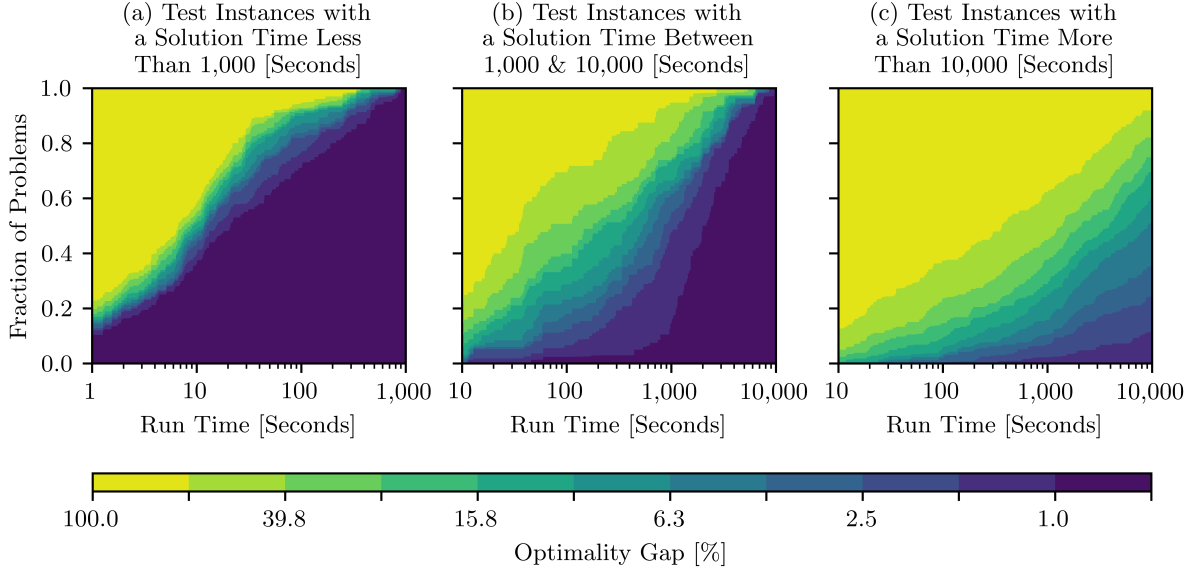 (a) Test Instances with
a Solution Time Less
Than 1,000 [Seconds]
(b) Test Instances with
a Solution Time Between
1,000 & 10,000 [Seconds]
(c) Test Instances with
a Solution Time More
Than 10,000 [Seconds]
Fraction of Problems
1.0
0.8
0.6
0.4
0.2
0.0
1 10 100 1,000
Run Time [Seconds]
10 100 1,000 10,000
Run Time [Seconds]
10 100 1,000 10,000
Run Time [Seconds]
100.0 39.8 15.8 6.3 2.5 1.0
Optimality Gap [%]